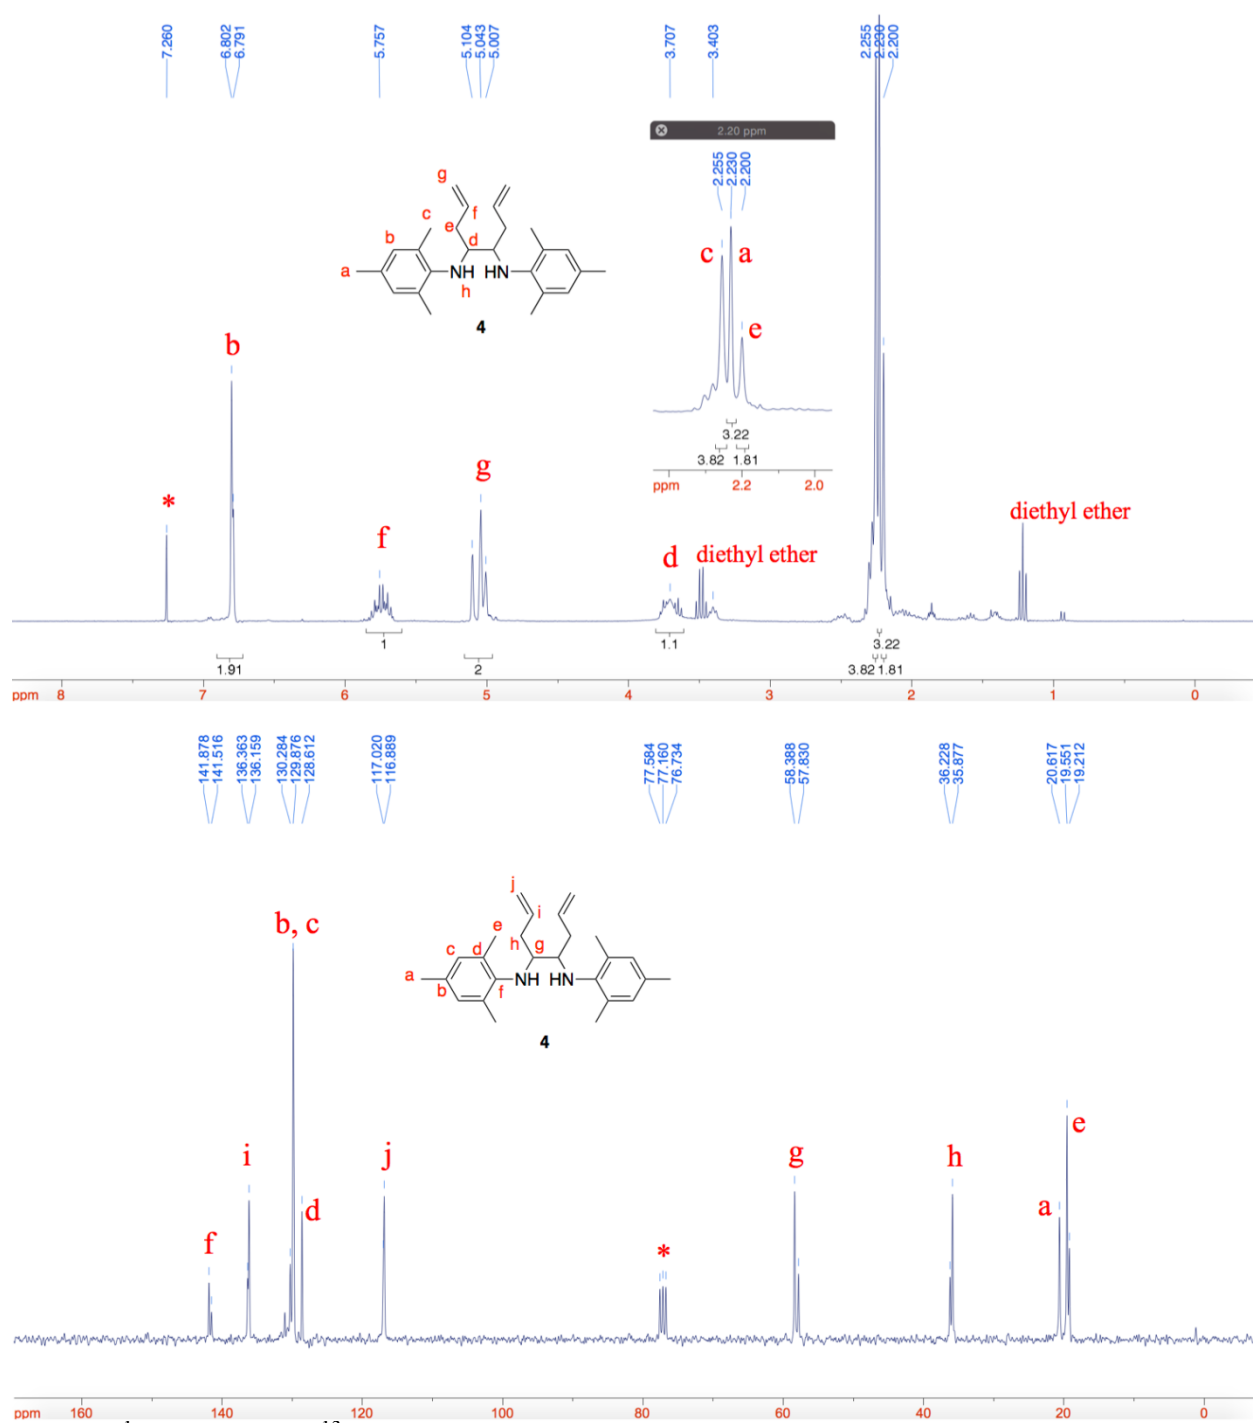 7.260
6.802
6.791
5.757
5.104
5.043
5.007
3.707
3.403
2.255
2.230
2.200
2.20 ppm
2.255
2.230
2.200
c a
e
3.22
3.82 1.81
ppm 2.2 2.0
g
f
c
e
d
b
a
NH HN
h
4
b
*
f
g
d
diethyl ether
diethyl ether
1.91
1
2
1.1
3.22
3.82 1.81
ppm 8 7 6 5 4 3 2 1 0
141.878
141.516
136.363
136.159
130.284
129.876
128.612
117.020
116.889
77.584
77.160
76.734
58.388
57.830
36.228
35.877
20.617
19.551
19.212
j
i
e
h
g
c
d
a
b
f
NH HN
4
b, c
i
j
d
f
*
g
h
a
e
ppm 160 140 120 100 80 60 40 20 0